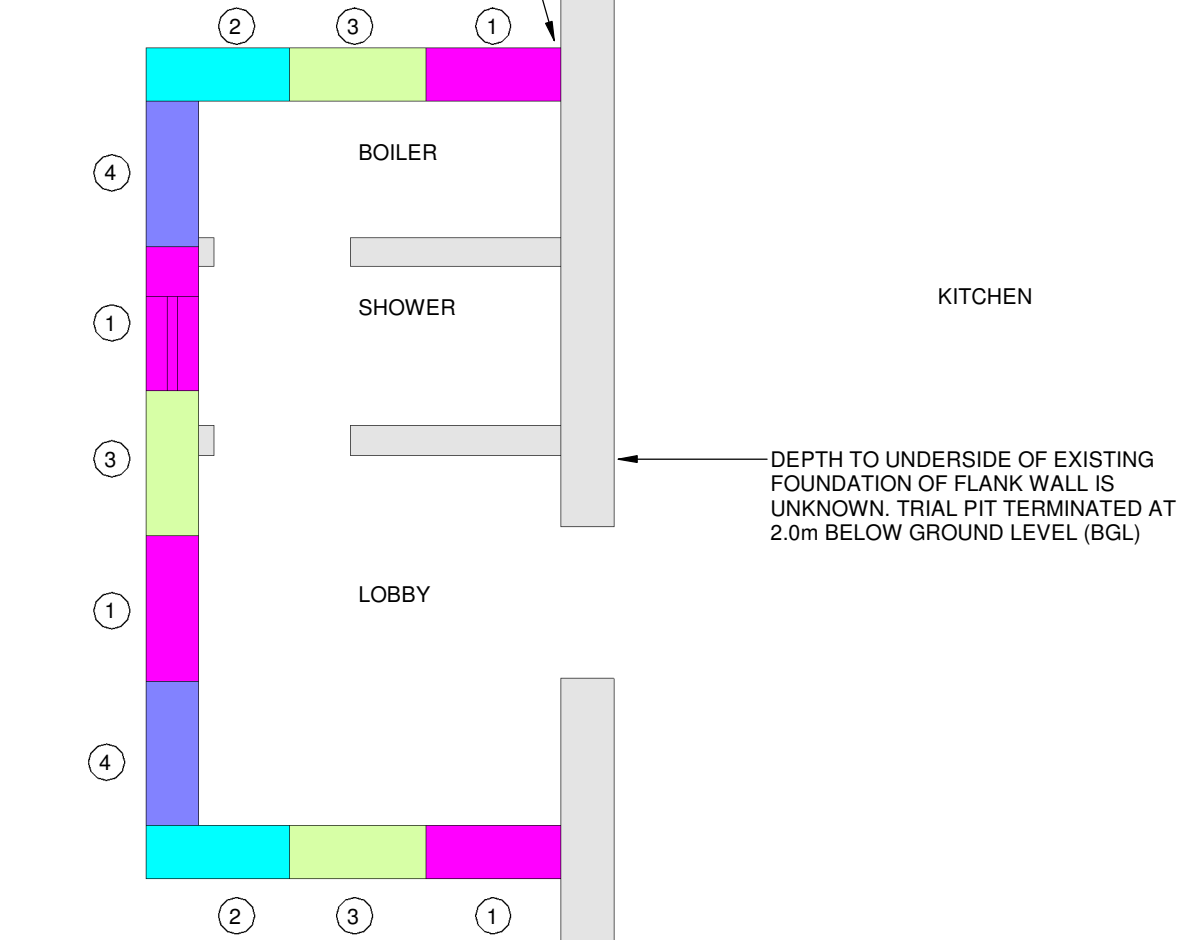 2 3 1
BOILER
4
SHOWER
KITCHEN
1
3
DEPTH TO UNDERSIDE OF EXISTING
FOUNDATION OF FLANK WALL IS
UNKNOWN. TRIAL PIT TERMINATED AT
2.0m BELOW GROUND LEVEL (BGL)
LOBBY
1
4
2 3 1